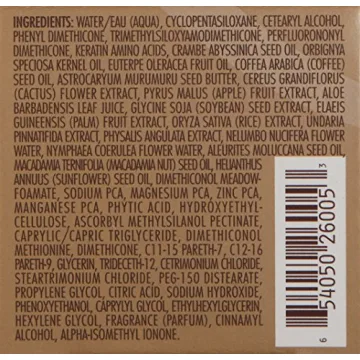 INGREDIENTS: WATER/EAU (AQUA), CYCLOPENTASILOXANE, CETEARYL ALCOHOL,
PHENYL DIMETHICONE, TRIMETHYLSILOXYAMODIMETHICONE, PERFLUORONONYL
DIMETHICONE, KERATIN AMINO ACIDS, CRAMBE ABYSSINICA SEED OIL, ORBIGNYA
SPECIOSA KERNEL OIL, EUTERPE OLERACEA FRUIT OIL, COFFEA ARABICA (COFFEE)
SEED OIL, ASTROCARYUM MURUMURU SEED BUTTER, CEREUS GRANDIFLORUS
(CACTUS) FLOWER EXTRACT, PYRUS MALUS (APPLE) FRUIT EXTRACT, ALOE
BARBADENSIS LEAF JUICE, GLYCINE SOJA (SOYBEAN) SEED EXTRACT, ELAEIS
GUINEENSIS (PALM) FRUIT EXTRACT, ORYZA SATIVA (RICE) EXTRACT, UNDARIA
PINNATIFIDA EXTRACT, PHYSALIS ANGULATA EXTRACT, NELUMBO NUCIFERA FLOWER
WATER, NYMPHAEA COERULEA FLOWER WATER, ALEURITES MOLUCCANA SEED OIL,
MACADAMIA TERNIFOLIA (MACADAMIA NUT) SEED OIL, HELIANTHUS
ANNUUS (SUNFLOWER) SEED OIL, DIMETHICONOL MEADOW-
FOAMATE, SODIUM PCA, MAGNESIUM PCA, ZINC PCA,
MANGANESE PCA, PHYTIC ACID, HYDROXYETHYL-
CELLULOSE, ASCORBYL METHYLSILANOL PECTINATE,
CAPRYLIC/CAPRIC TRIGLYCERIDE, DIMETHICONOL
METHIONINE, DIMETHICONE, C11-15 PARETH-7, C12-16
PARETH-9, GLYCERIN, TRIDECETH-12, CETRIMONIUM CHLORIDE,
STEARTRIMONIUM CHLORIDE, PEG-150 DISTEARATE,
PROPYLENE GLYCOL, CITRIC ACID, SODIUM HYDROXIDE,
PHENOXYETHANOL, CAPRYLYL GLYCOL, ETHYLHEXYLGLYCERIN,
HEXYLENE GLYCOL, FRAGRANCE (PARFUM), CINNAMYL
ALCOHOL, ALPHA-ISOMETHYL IONONE.
6 54050 26005 3